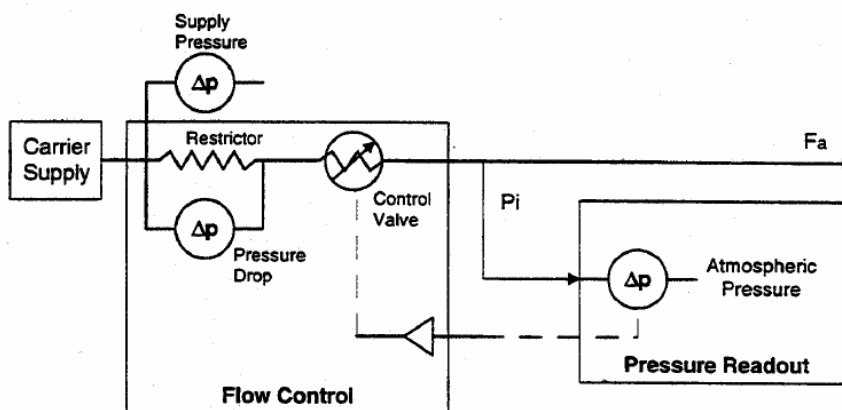 Supply
Pressure
Δp
Carrier
Supply
Restrictor
Fa
Control
Valve
Pi
Δp
Pressure
Drop
Δp
Atmospheric
Pressure
Pressure Readout
Flow Control